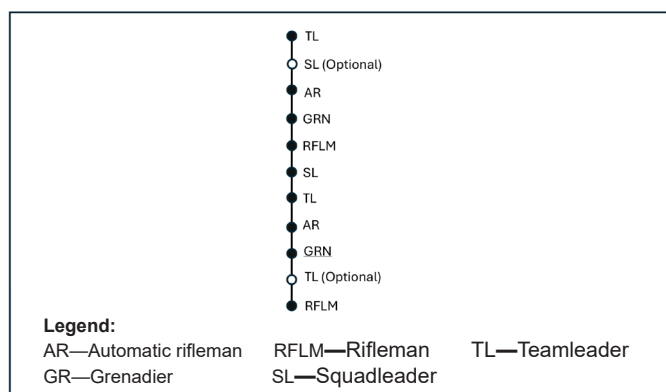 TL
SL (Optional)
AR
GRN
RFLM
SL
TL
AR
GRN
TL (Optional)
RFLM
Legend:
AR—Automatic rifleman RFLM—Rifleman TL—Teamleader
GR—Grenadier SL—Squadleader